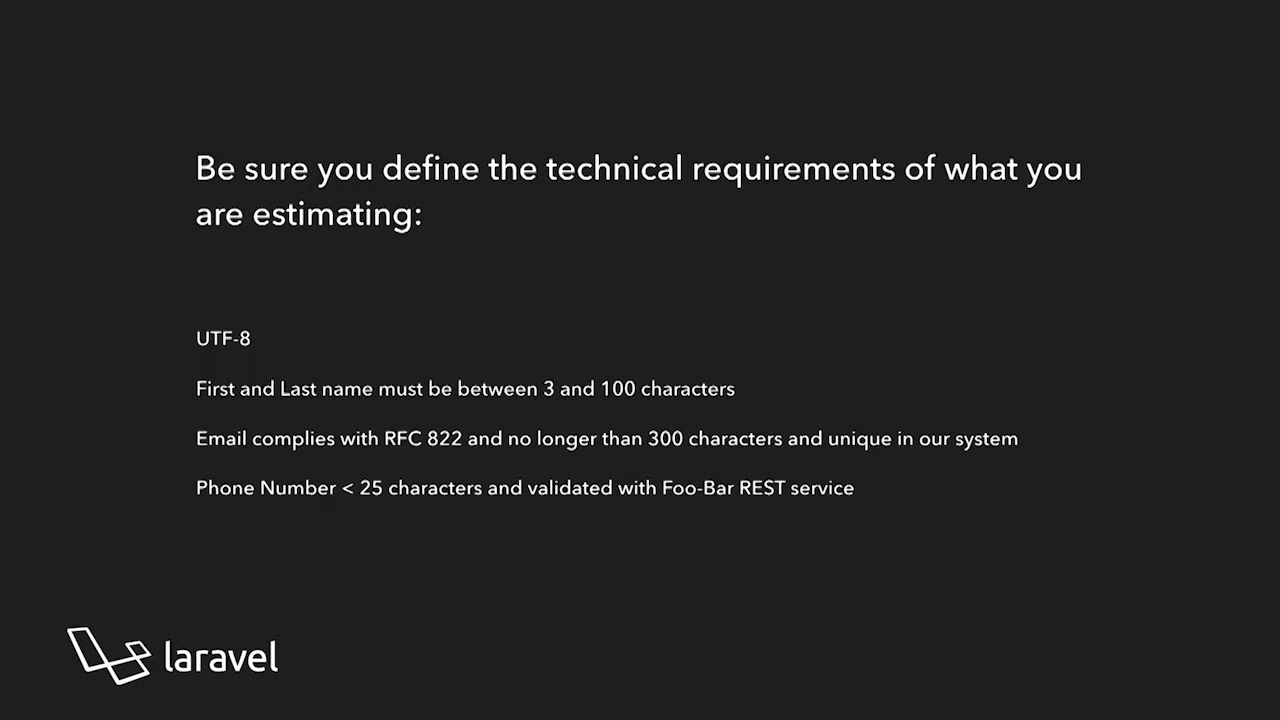 Be sure you define the technical requirements of what you
are estimating:
UTF-8
First and Last name must be between 3 and 100 characters
Email complies with RFC 822 and no longer than 300 characters and unique in our system
Phone Number < 25 characters and validated with Foo-Bar REST service
laravel